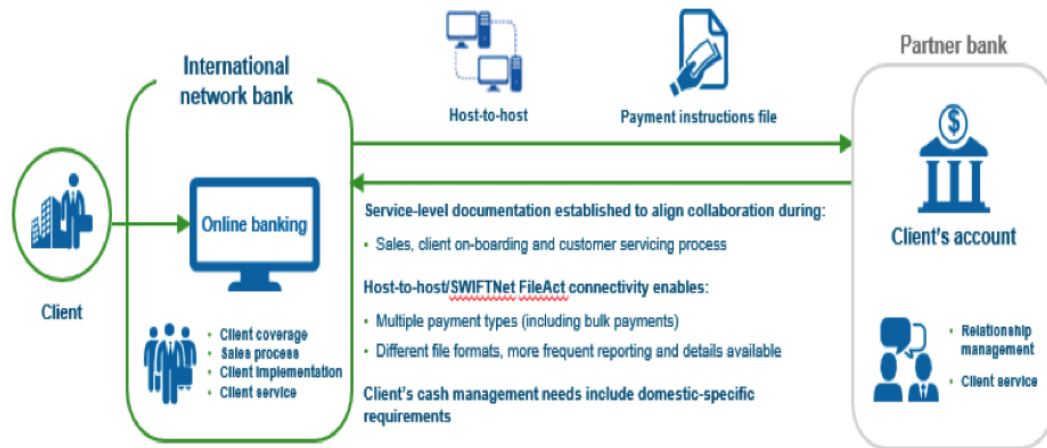 International
network bank
Host-to-host
Payment instructions file
Partner bank
$
Online banking
Client
• Client coverage
• Sales process
• Client implementation
• Client service
Service-level documentation established to align collaboration during:
• Sales, client on-boarding and customer servicing process
Host-to-host/SWIFTNet FileAct connectivity enables:
• Multiple payment types (including bulk payments)
• Different file formats, more frequent reporting and details available
Client's cash management needs include domestic-specific
requirements
Client's account
• Relationship
management
• Client service